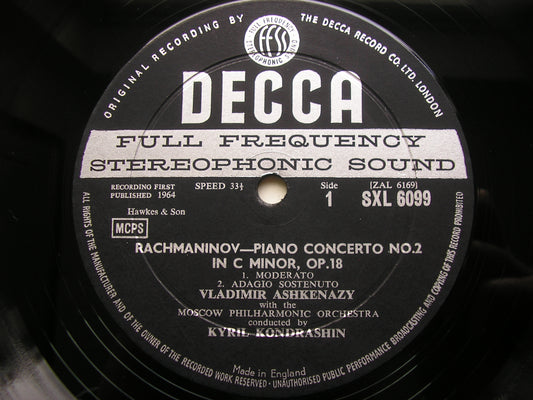 ORIGINAL RECORDING BY
THE DECCA RECORD CO. LTD. LONDON
FULL FREQUENCY
ffss
STEREOPHONIC SOUND
DECCA
FULL FREQUENCY
STEREOPHONIC SOUND
RECORDING FIRST
PUBLISHED 1964
SPEED 33⅓
Side
1
[ZAL 6169]
SXL 6099
Hawkes & Son
MCPS
RACHMANINOV—PIANO CONCERTO NO.2
IN C MINOR, OP.18
1. MODERATO
2. ADAGIO SOSTENUTO
VLADIMIR ASHKENAZY
with the
MOSCOW PHILHARMONIC ORCHESTRA
conducted by
KYRIL KONDRASHIN
Made in England
ALL RIGHTS OF THE MANUFACTURER AND OF THE OWNER OF THE RECORDED WORK RESERVED · UNAUTHORISED PUBLIC PERFORMANCE BROADCASTING AND COPYING OF THIS RECORD PROHIBITED